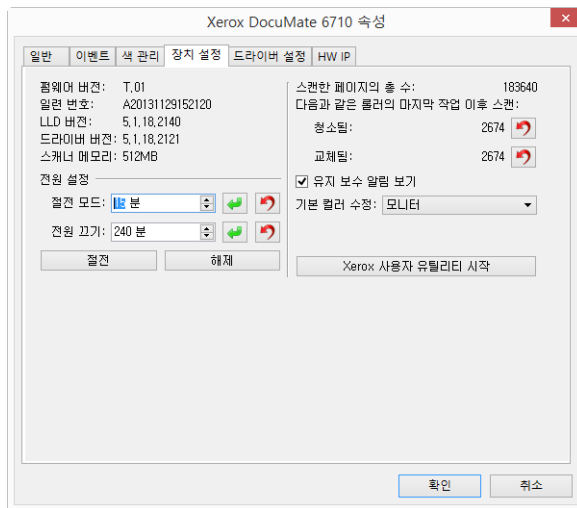 Xerox DocuMate 6710 속성
일반 이벤트 색 관리 장치 설정 드라이버 설정 HW IP
펌웨어 버전: T.01
일련 번호: A20131129152120
LLD 버전: 5.1.18.2140
드라이버 버전: 5.1.18.2121
스캐너 메모리: 512MB
전원 설정
절전 모드: 15 분
전원 끄기: 240 분
절전 해제
스캔한 페이지의 총 수: 183640
다음과 같은 롤러의 마지막 작업 이후 스캔:
청소됨: 2674
교체됨: 2674
유지 보수 알림 보기
기본 컬러 수정: 모니터
Xerox 사용자 유틸리티 시작
확인 취소